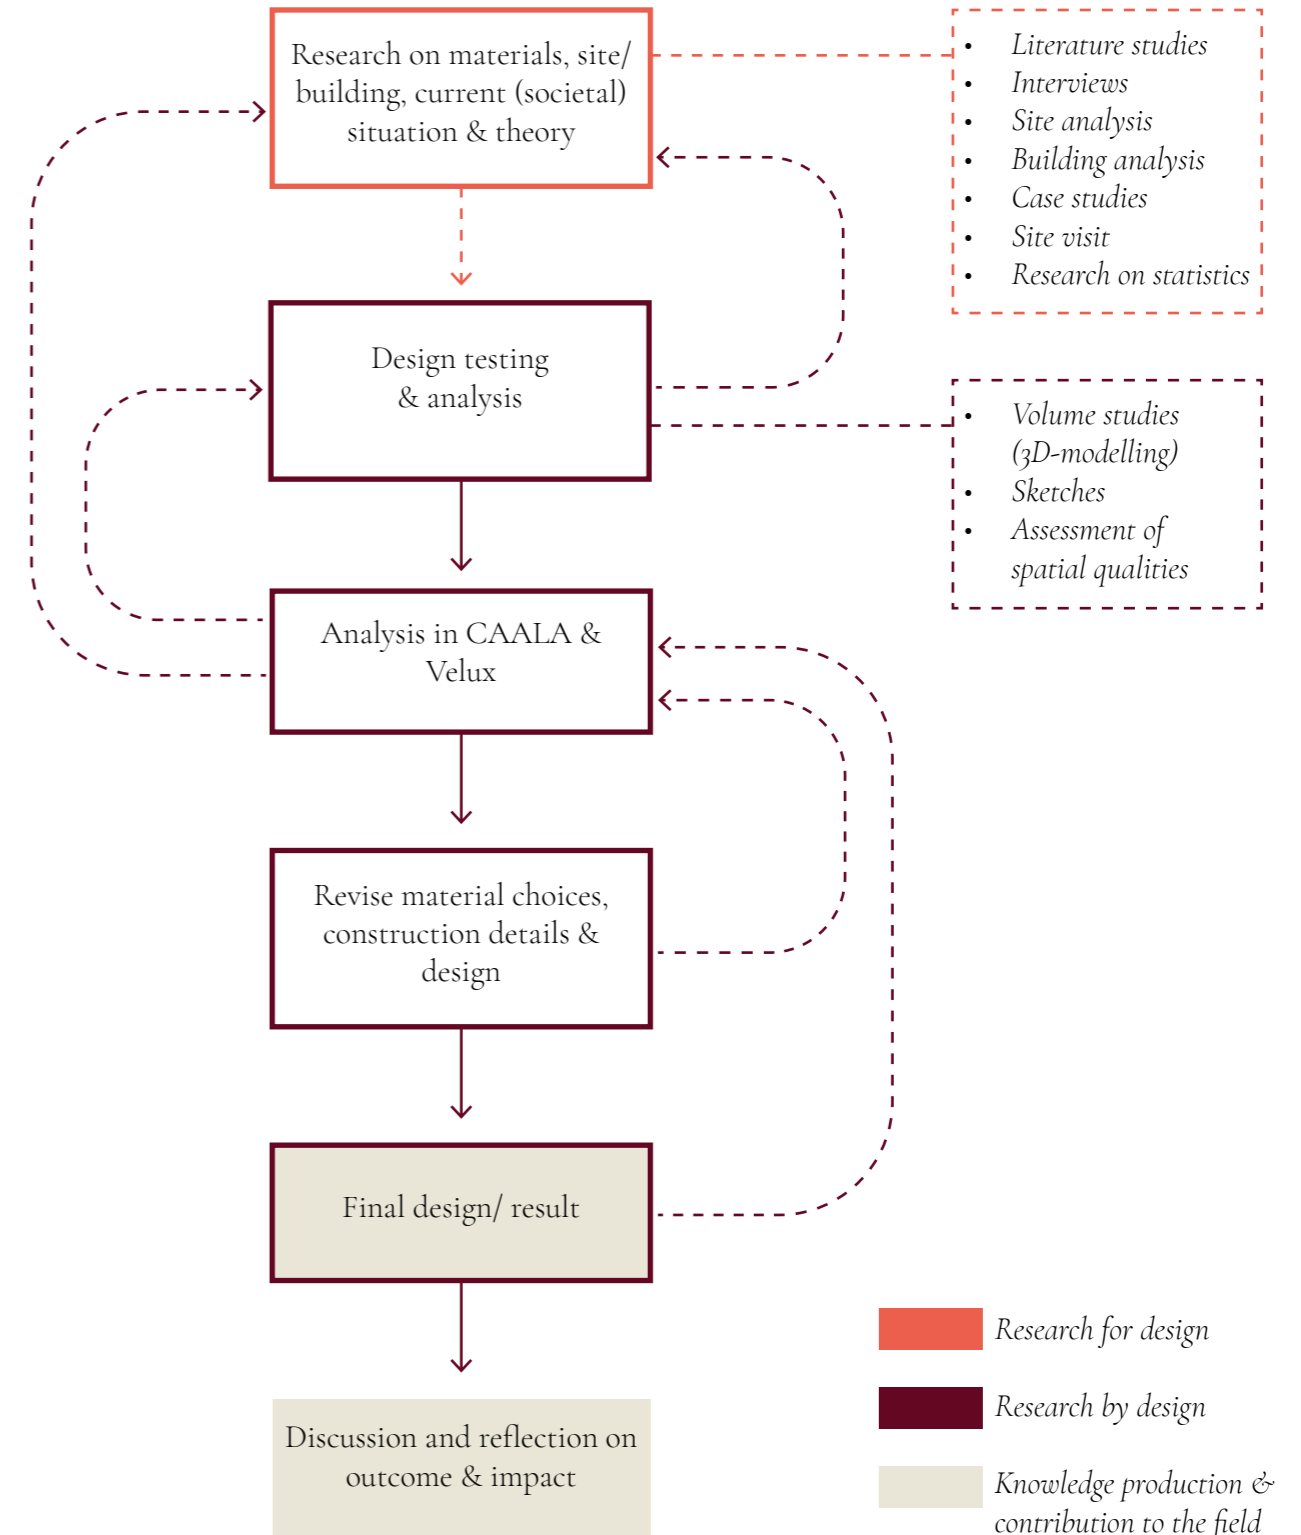 Research on materials, site/
building, current (societal)
situation & theory
• Literature studies
• Interviews
• Site analysis
• Building analysis
• Case studies
• Site visit
• Research on statistics
Design testing
& analysis
• Volume studies
(3D-modelling)
• Sketches
• Assessment of
spatial qualities
Analysis in CAALA &
Velux
Revise material choices,
construction details &
design
Final design/ result
Discussion and reflection on
outcome & impact
Research for design
Research by design
Knowledge production &
contribution to the field